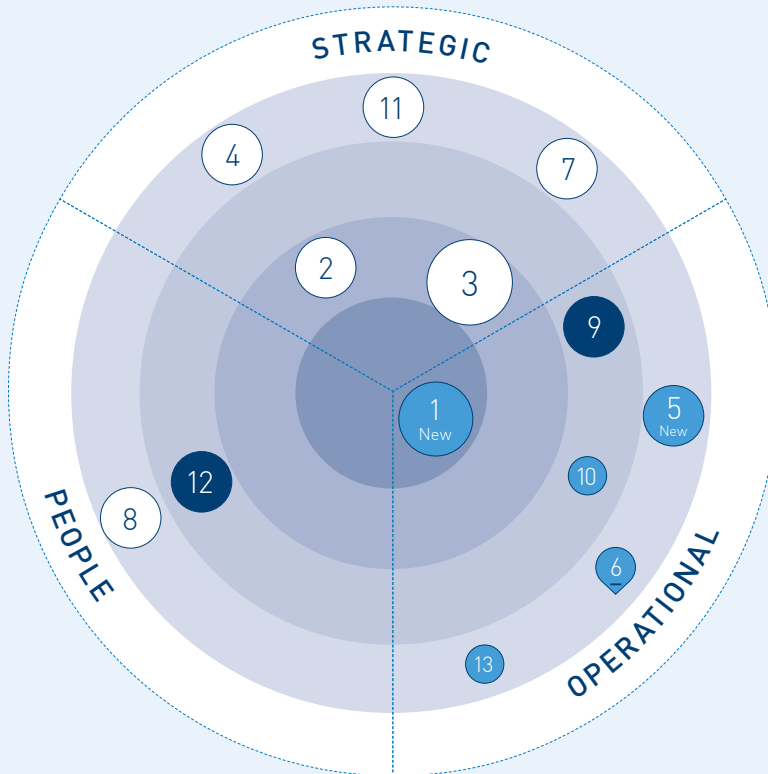 STRATEGIC
11
4
7
2
3
9
1
New
5
New
10
12
8
6
13
PEOPLE
OPERATIONAL